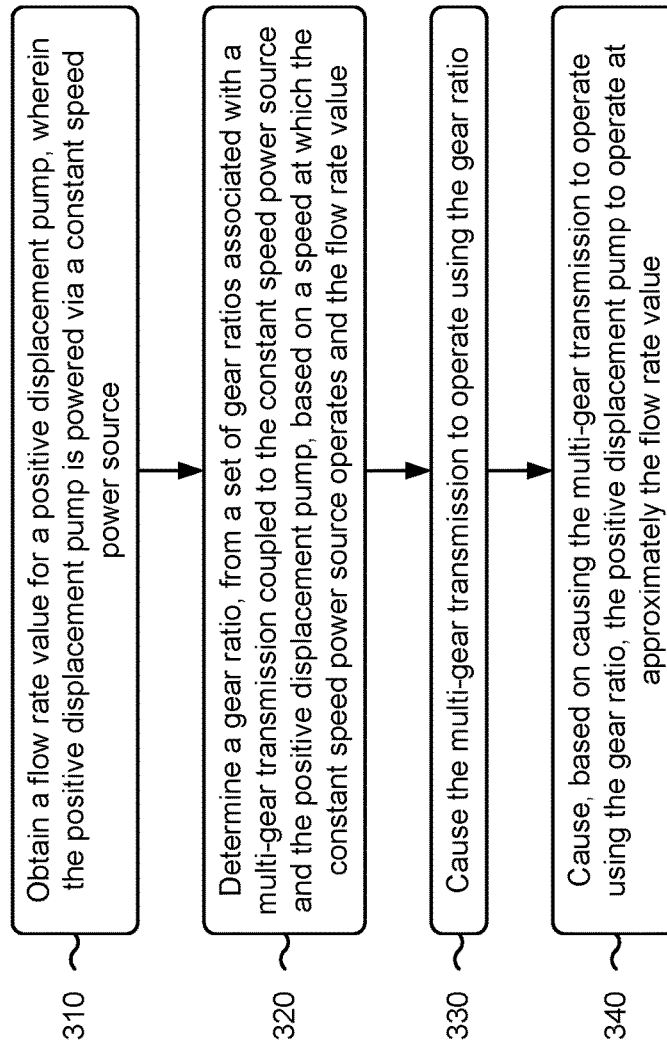 310
Obtain a flow rate value for a positive displacement pump, wherein
the positive displacement pump is powered via a constant speed
power source
320
Determine a gear ratio, from a set of gear ratios associated with a
multi-gear transmission coupled to the constant speed power source
and the positive displacement pump, based on a speed at which the
constant speed power source operates and the flow rate value
330
Cause the multi-gear transmission to operate using the gear ratio
340
Cause, based on causing the multi-gear transmission to operate
using the gear ratio, the positive displacement pump to operate at
approximately the flow rate value